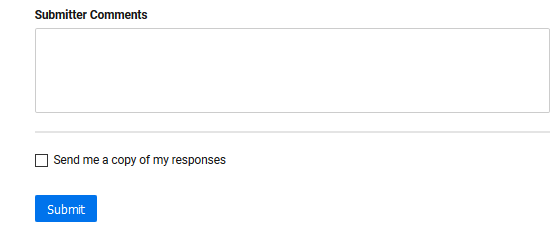 Submitter Comments
Send me a copy of my responses
Submit